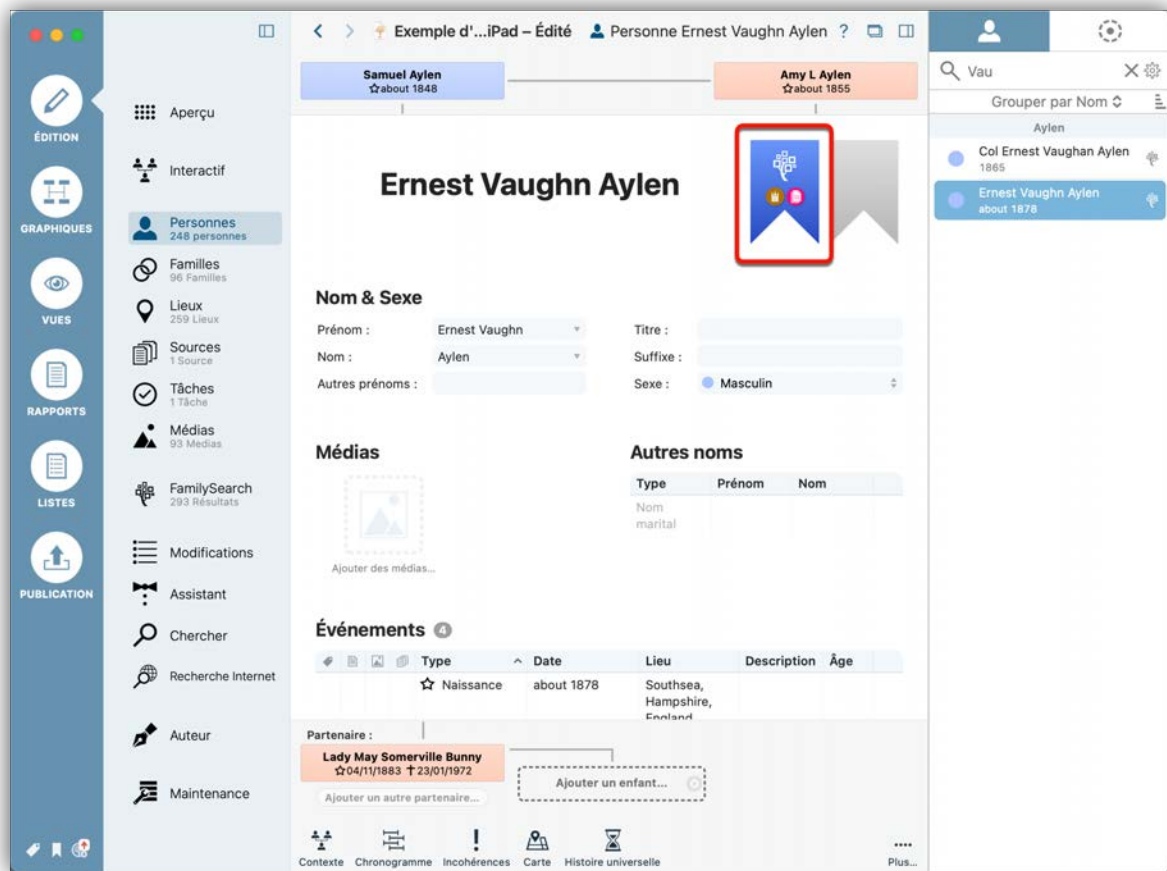 Exemple d'...iPad – Édité
Personne Ernest Vaughn Aylen
?
ÉDITION
GRAPHIQUES
VUES
RAPPORTS
LISTES
PUBLICATION
Aperçu
Interactif
Personnes
248 personnes
Familles
96 Familles
Lieux
259 Lieux
Sources
1 Source
Tâches
1 Tâche
Médias
93 Medias
FamilySearch
293 Résultats
Modifications
Assistant
Chercher
Recherche Internet
Auteur
Maintenance
Samuel Aylen
about 1848
Amy L Aylen
about 1855
Ernest Vaughn Aylen
Nom & Sexe
Prénom : Ernest Vaughn
Titre :
Nom : Aylen
Suffixe :
Autres prénoms :
Sexe : Masculin
Médias
Ajouter des médias...
Autres noms
Type Prénom Nom
Nom
marital
Événements 4
Type Date Lieu Description Âge
Naissance about 1878 Southsea,
Hampshire,
England
Partenaire :
Lady May Somerville Bunny
04/11/1883 23/01/1972
Ajouter un enfant...
Ajouter un autre partenaire...
Contexte Chronogramme Incohérences Carte Histoire universelle Plus...
Vau
Grouper par Nom
Aylen
Col Ernest Vaughan Aylen
1865
Ernest Vaughn Aylen
about 1878